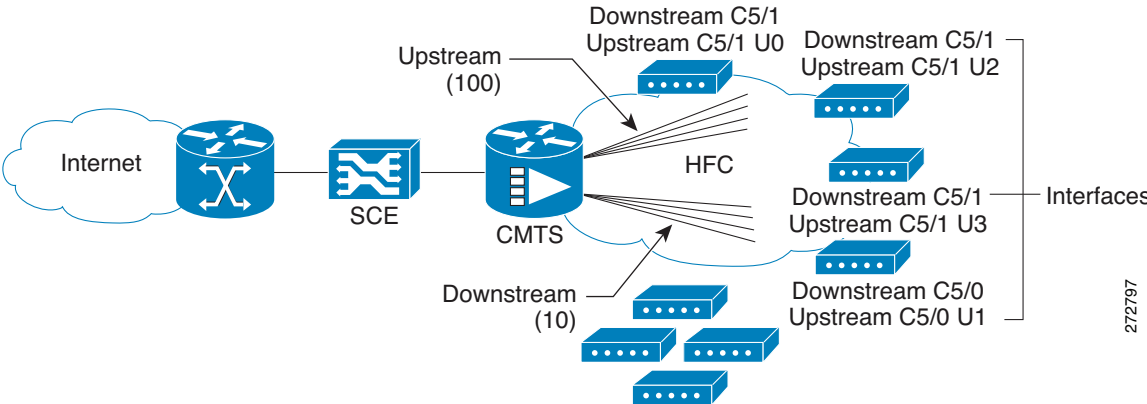 Downstream C5/1
Upstream C5/1 U0
Downstream C5/1
Upstream C5/1 U2
Upstream
(100)
Internet
HFC
SCE
CMTS
Downstream C5/1
Upstream C5/1 U3
Interfaces
Downstream
(10)
Downstream C5/0
Upstream C5/0 U1
272797